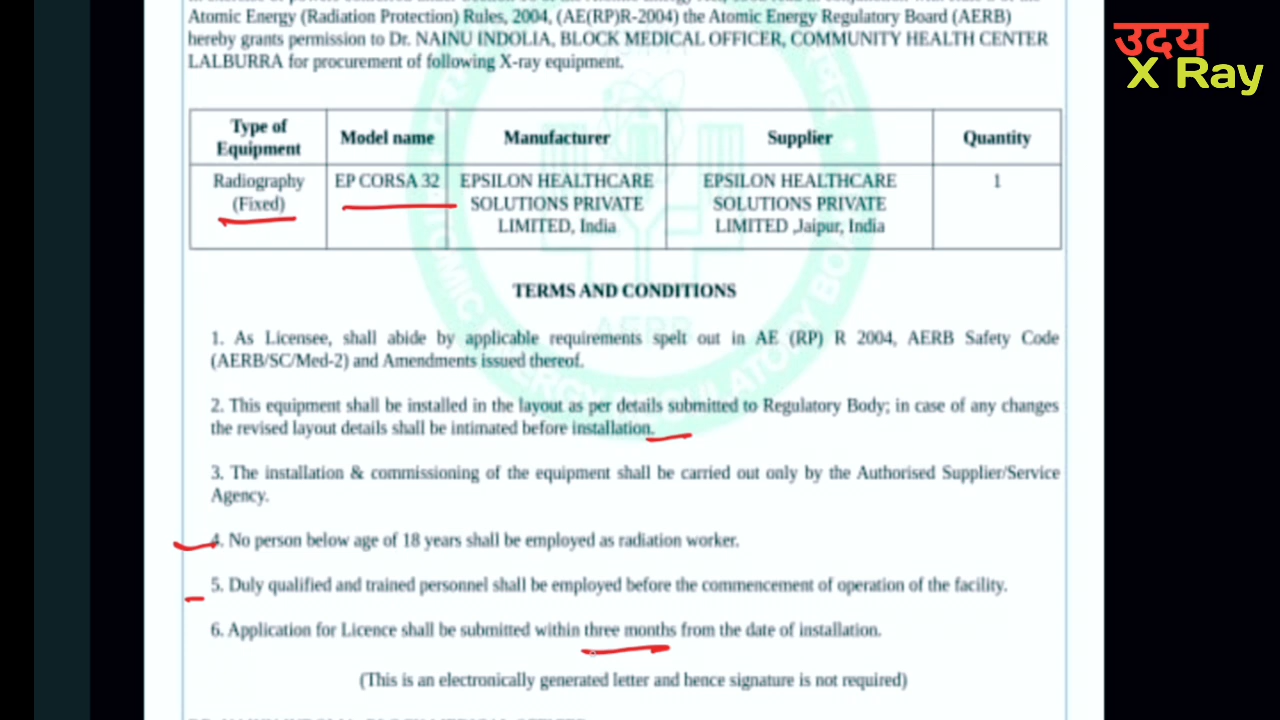 Atomic Energy (Radiation Protection) Rules, 2004, (AE(RP)R-2004) the Atomic Energy Regulatory Board (AERB)
hereby grants permission to Dr. NAINU INDOLIA, BLOCK MEDICAL OFFICER, COMMUNITY HEALTH CENTER
LALBURRA for procurement of following X-ray equipment.
उदय
X Ray
Type of Equipment
Model name
Manufacturer
Supplier
Quantity
Radiography (Fixed)
EP CORSA 32
EPSILON HEALTHCARE SOLUTIONS PRIVATE LIMITED, India
EPSILON HEALTHCARE SOLUTIONS PRIVATE LIMITED ,Jaipur, India
1
TERMS AND CONDITIONS
1. As Licensee, shall abide by applicable requirements spelt out in AE (RP) R 2004, AERB Safety Code
(AERB/SC/Med-2) and Amendments issued thereof.
2. This equipment shall be installed in the layout as per details submitted to Regulatory Body; in case of any changes
the revised layout details shall be intimated before installation.
3. The installation & commissioning of the equipment shall be carried out only by the Authorised Supplier/Service
Agency.
4. No person below age of 18 years shall be employed as radiation worker.
5. Duly qualified and trained personnel shall be employed before the commencement of operation of the facility.
6. Application for Licence shall be submitted within three months from the date of installation.
(This is an electronically generated letter and hence signature is not required)